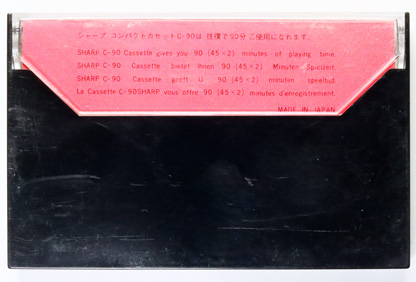 シャープ コンパクトカセットC-90は 往復で90分ご使用になれます。
SHARP C-90 Cassette gives you 90 (45×2) minutes of playing time.
SHARP C-90 Cassette bietet Ihnen 90 (45×2) Minuten Spielzeit.
SHARP C-90 Cassette geeft U 90 (45×2) minuten speeltijd.
La Cassette C-90SHARP vous offre 90 (45×2) minutes d'enregistrement.
MADE IN JAPAN